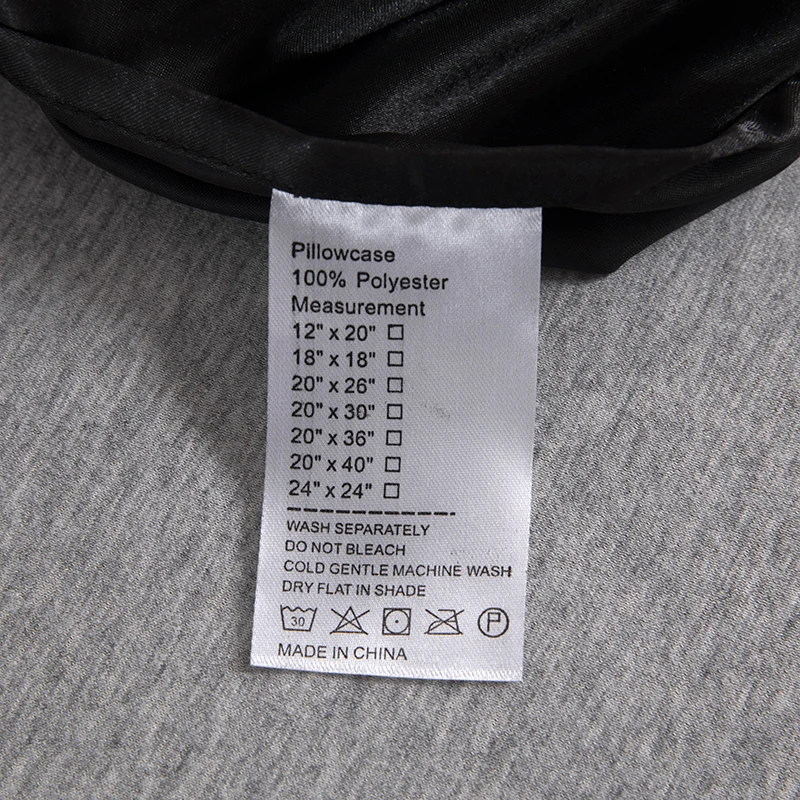 Pillowcase
100% Polyester
Measurement
12" x 20" ☐
18" x 18" ☐
20" x 26" ☐
20" x 30" ☐
20" x 36" ☐
20" x 40" ☐
24" x 24" ☐
WASH SEPARATELY
DO NOT BLEACH
COLD GENTLE MACHINE WASH
DRY FLAT IN SHADE
30 P
MADE IN CHINA